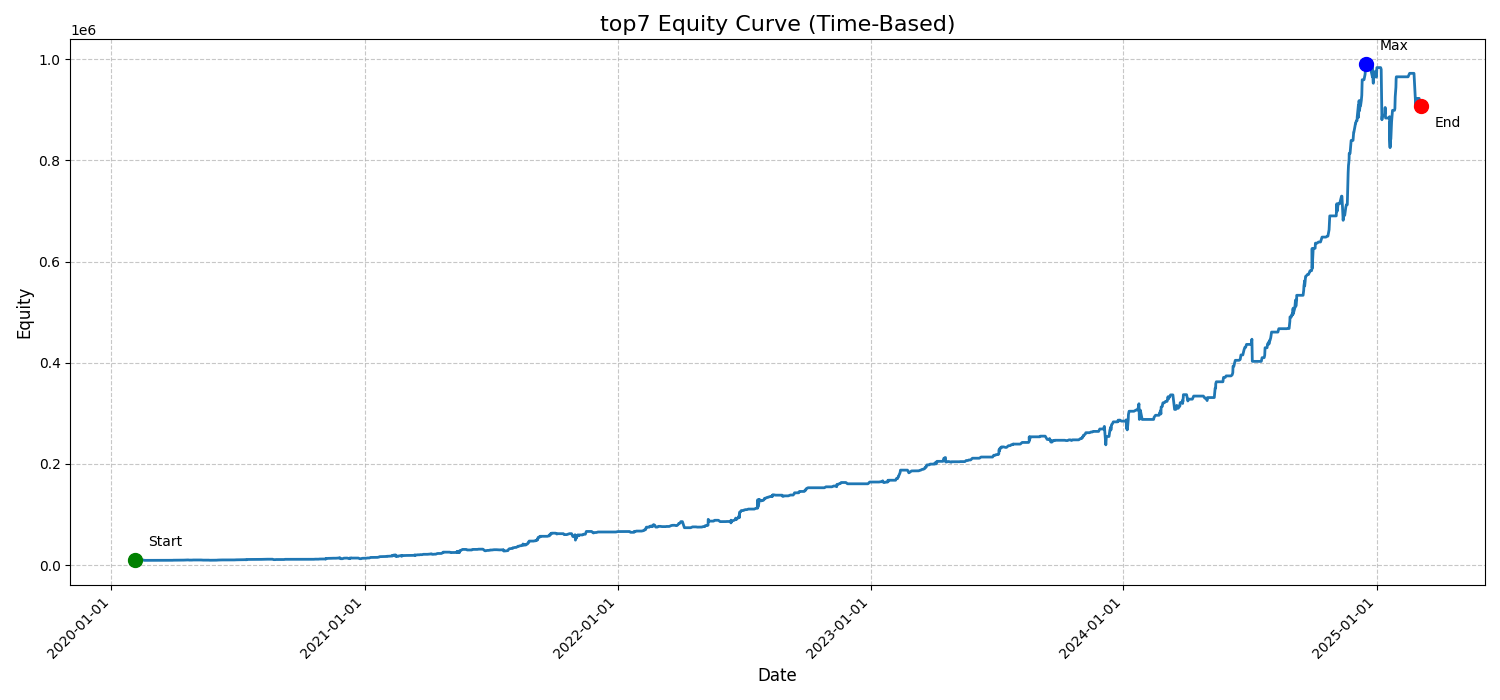 top7 Equity Curve (Time-Based)
1e6
1.0
0.8
0.6
0.4
0.2
0.0
Equity
Start
Max
End
2020-01-01
2021-01-01
2022-01-01
2023-01-01
2024-01-01
2025-01-01
Date